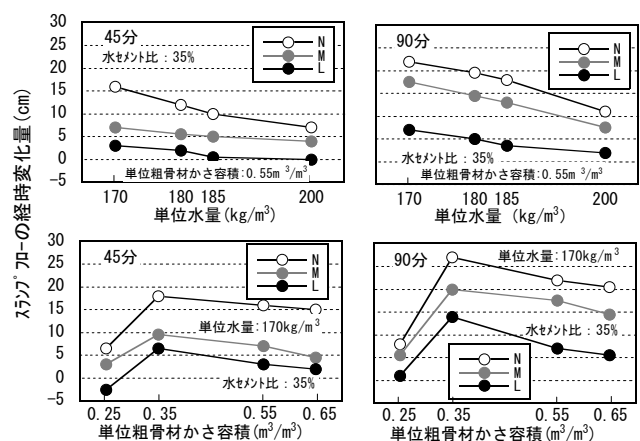 スランプフローの経時変化量(cm)
30
25
20
15
10
5
0
-5
45分
水セメント比：35%
N
M
L
単位粗骨材かさ容積:0.55m³/m³
170 180 185 200
単位水量(kg/m³)
90分
N
M
L
水セメント比：35%
単位粗骨材かさ容積:0.55m³/m³
170 180 185 200
単位水量 (kg/m³)
30
25
20
15
10
5
0
-5
45分
N
M
L
単位水量:170kg/m³
水セメント比：35%
0.25 0.35 0.55 0.65
単位粗骨材かさ容積(m³/m³)
90分
単位水量:170kg/m³
水セメント比：35%
N
M
L
0.25 0.35 0.55 0.65
単位粗骨材かさ容積(m³/m³)